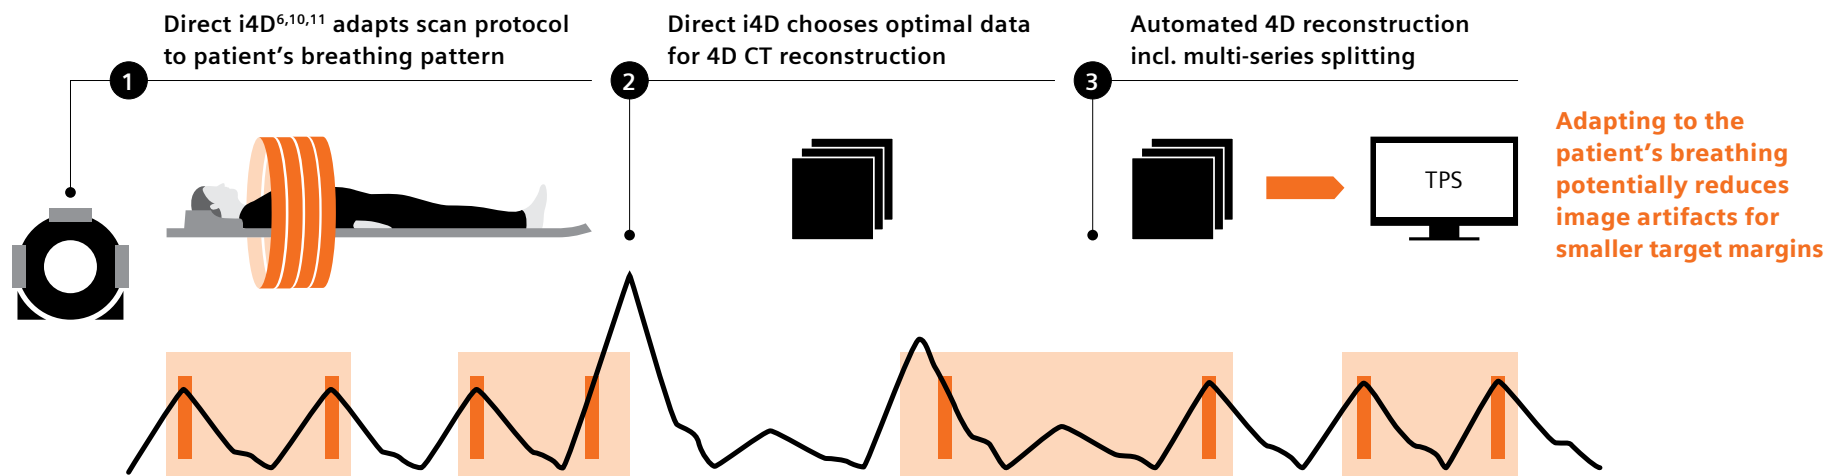 Direct i4D6,10,11 adapts scan protocol
to patient’s breathing pattern
1
Direct i4D chooses optimal data
for 4D CT reconstruction
2
Automated 4D reconstruction
incl. multi-series splitting
3
TPS
Adapting to the
patient’s breathing
potentially reduces
image artifacts for
smaller target margins